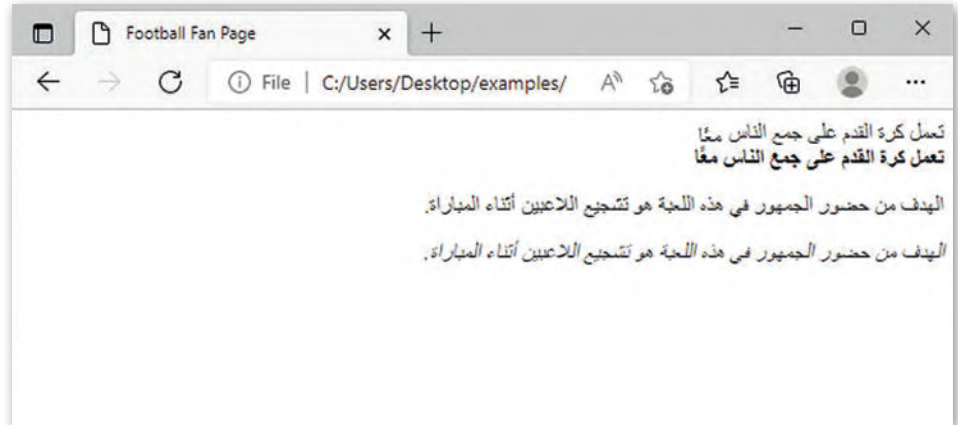 Football Fan Page
File | C:/Users/Desktop/examples/
تعمل كرة القدم على جمع الناس معًا
تعمل كرة القدم على جمع الناس معًا
الهدف من حضور الجمهور في هذه اللعبة هو تشجيع اللاعبين أثناء المباراة.
الهدف من حضور الجمهور في هذه اللعبة هو تشجيع اللاعبين أثناء المباراة.